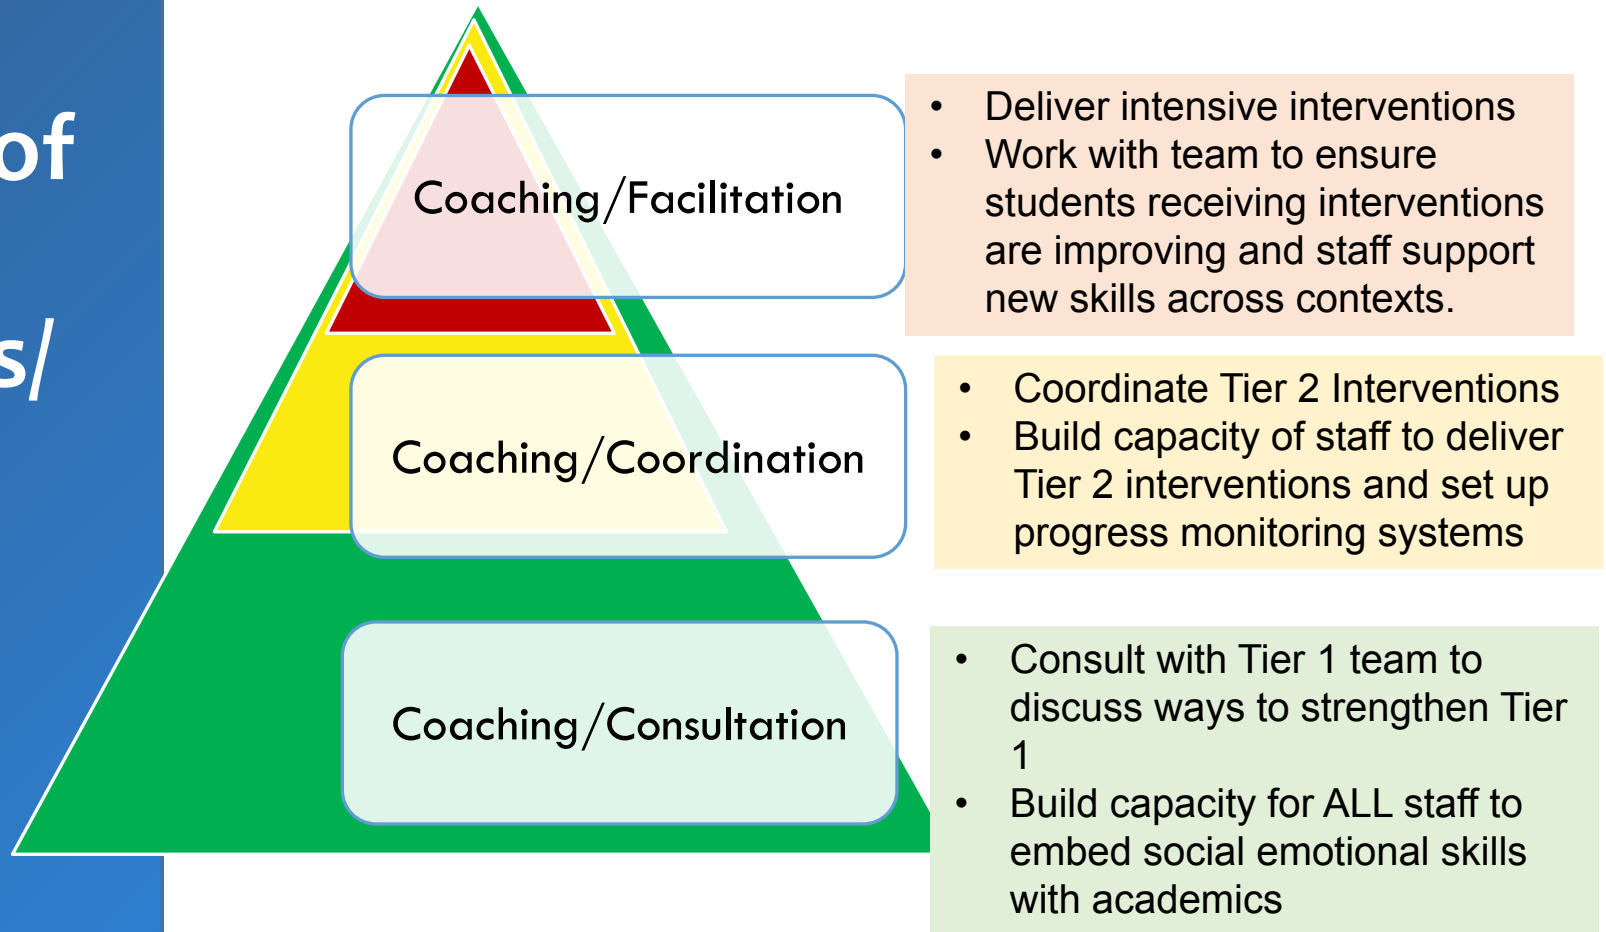 of
s/
Coaching/Facilitation
• Deliver intensive interventions
• Work with team to ensure
students receiving interventions
are improving and staff support
new skills across contexts.
Coaching/Coordination
• Coordinate Tier 2 Interventions
• Build capacity of staff to deliver
Tier 2 interventions and set up
progress monitoring systems
Coaching/Consultation
• Consult with Tier 1 team to
discuss ways to strengthen Tier
1
• Build capacity for ALL staff to
embed social emotional skills
with academics